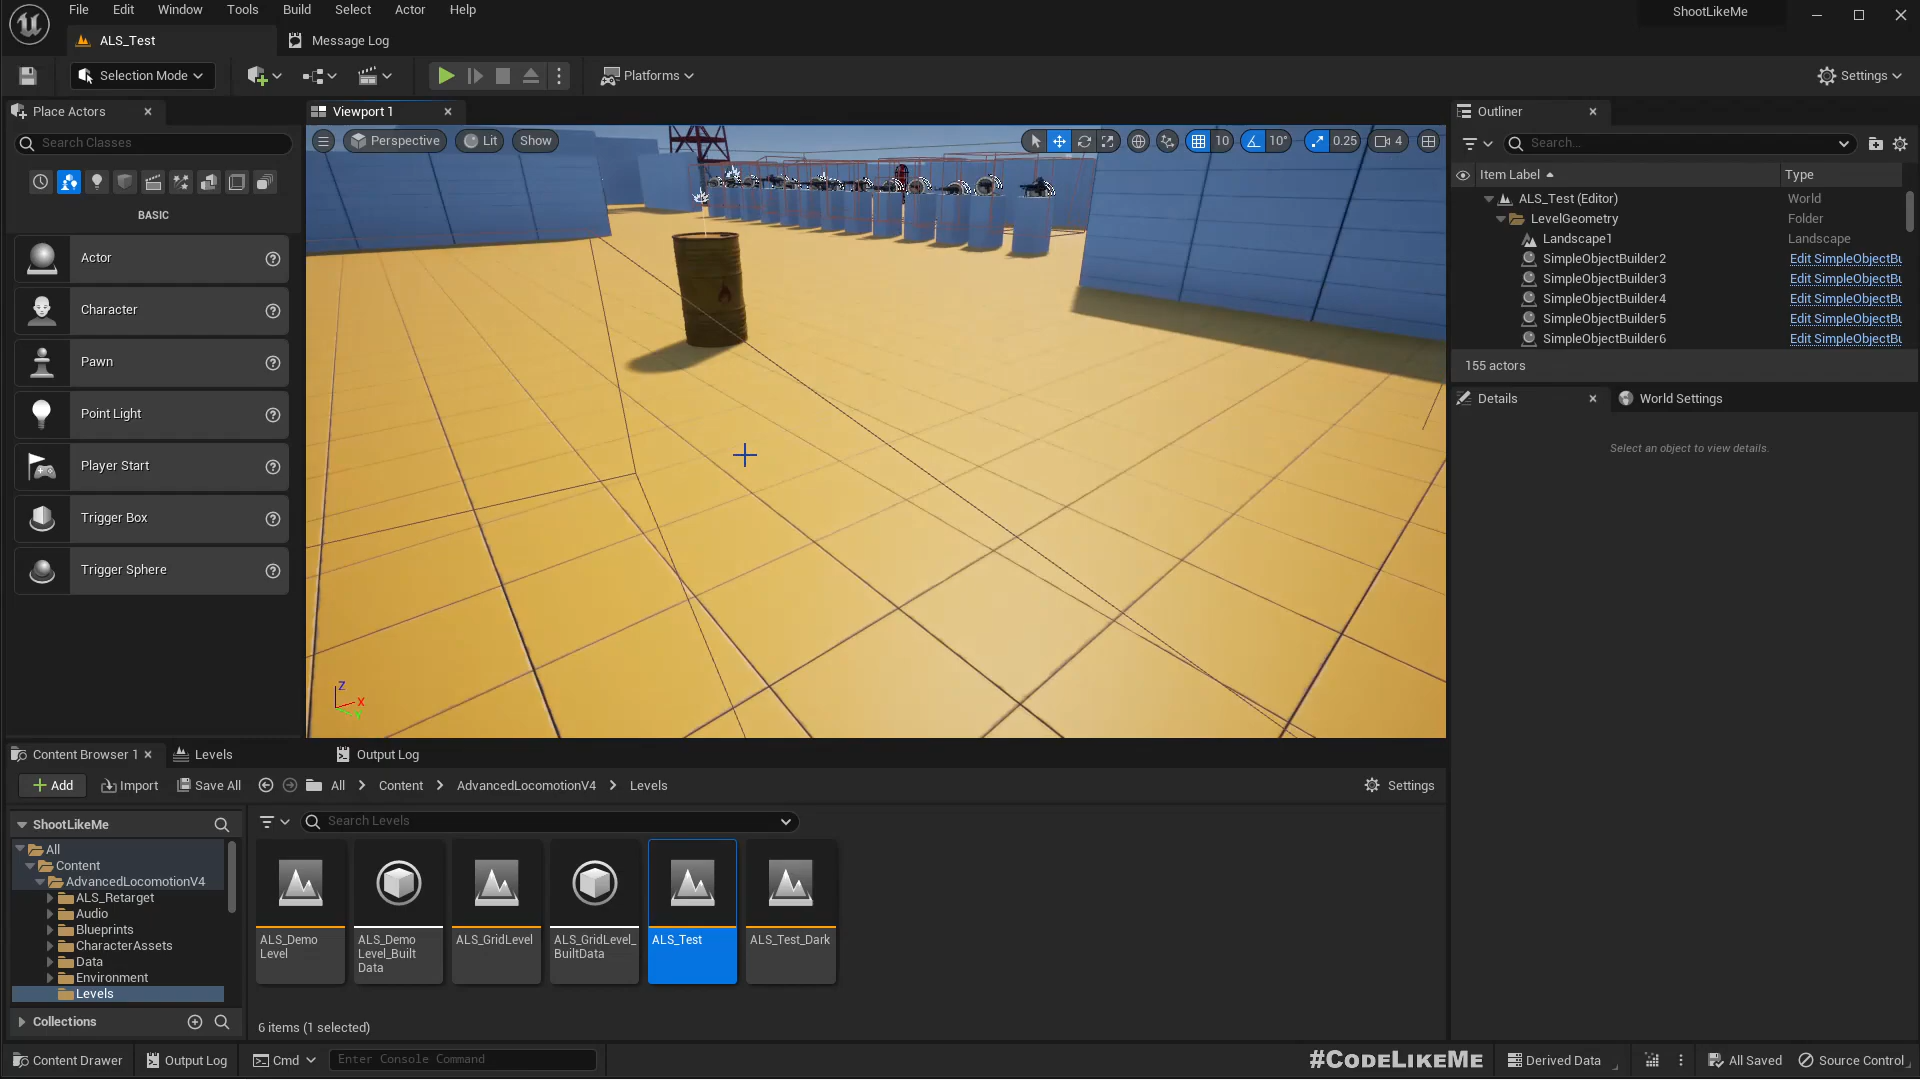 File Edit Window Tools Build Select Actor Help
ShootLikeMe
ALS_Test
Message Log
Selection Mode
Platforms
Settings
Place Actors
Search Classes
BASIC
Actor
Character
Pawn
Point Light
Player Start
Trigger Box
Trigger Sphere
Viewport 1
Perspective
Lit
Show
10
10°
0.25
4
Z
X
Y
Outliner
Search...
Item Label
Type
ALS_Test (Editor) World
LevelGeometry Folder
Landscape1 Landscape
SimpleObjectBuilder2 Edit SimpleObjectBu
SimpleObjectBuilder3 Edit SimpleObjectBu
SimpleObjectBuilder4 Edit SimpleObjectBu
SimpleObjectBuilder5 Edit SimpleObjectBu
SimpleObjectBuilder6 Edit SimpleObjectBu
155 actors
Details
World Settings
Select an object to view details.
Content Browser 1
Levels
Output Log
Add
Import
Save All
All
Content
AdvancedLocomotionV4
Levels
Settings
ShootLikeMe
All
Content
AdvancedLocomotionV4
ALS_Retarget
Audio
Blueprints
CharacterAssets
Data
Environment
Levels
Collections
Search Levels
ALS_Demo
Level
ALS_Demo
Level_Built
Data
ALS_GridLevel
ALS_GridLevel_
BuiltData
ALS_Test
ALS_Test_Dark
6 items (1 selected)
Content Drawer
Output Log
Cmd
Enter Console Command
#CODELIKEME
Derived Data
All Saved
Source Control